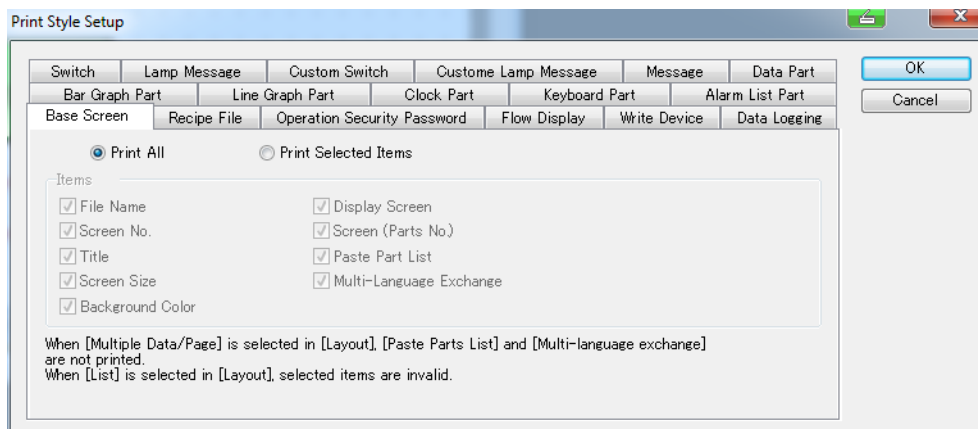 Print Style Setup
Switch Lamp Message Custom Switch Custome Lamp Message Message Data Part
Bar Graph Part Line Graph Part Clock Part Keyboard Part Alarm List Part
Base Screen Recipe File Operation Security Password Flow Display Write Device Data Logging
OK
Cancel
Print All Print Selected Items
Items
File Name Display Screen
Screen No. Screen (Parts No.)
Title Paste Part List
Screen Size Multi-Language Exchange
Background Color
When [Multiple Data/Page] is selected in [Layout], [Paste Parts List] and [Multi-language exchange]
are not printed.
When [List] is selected in [Layout], selected items are invalid.